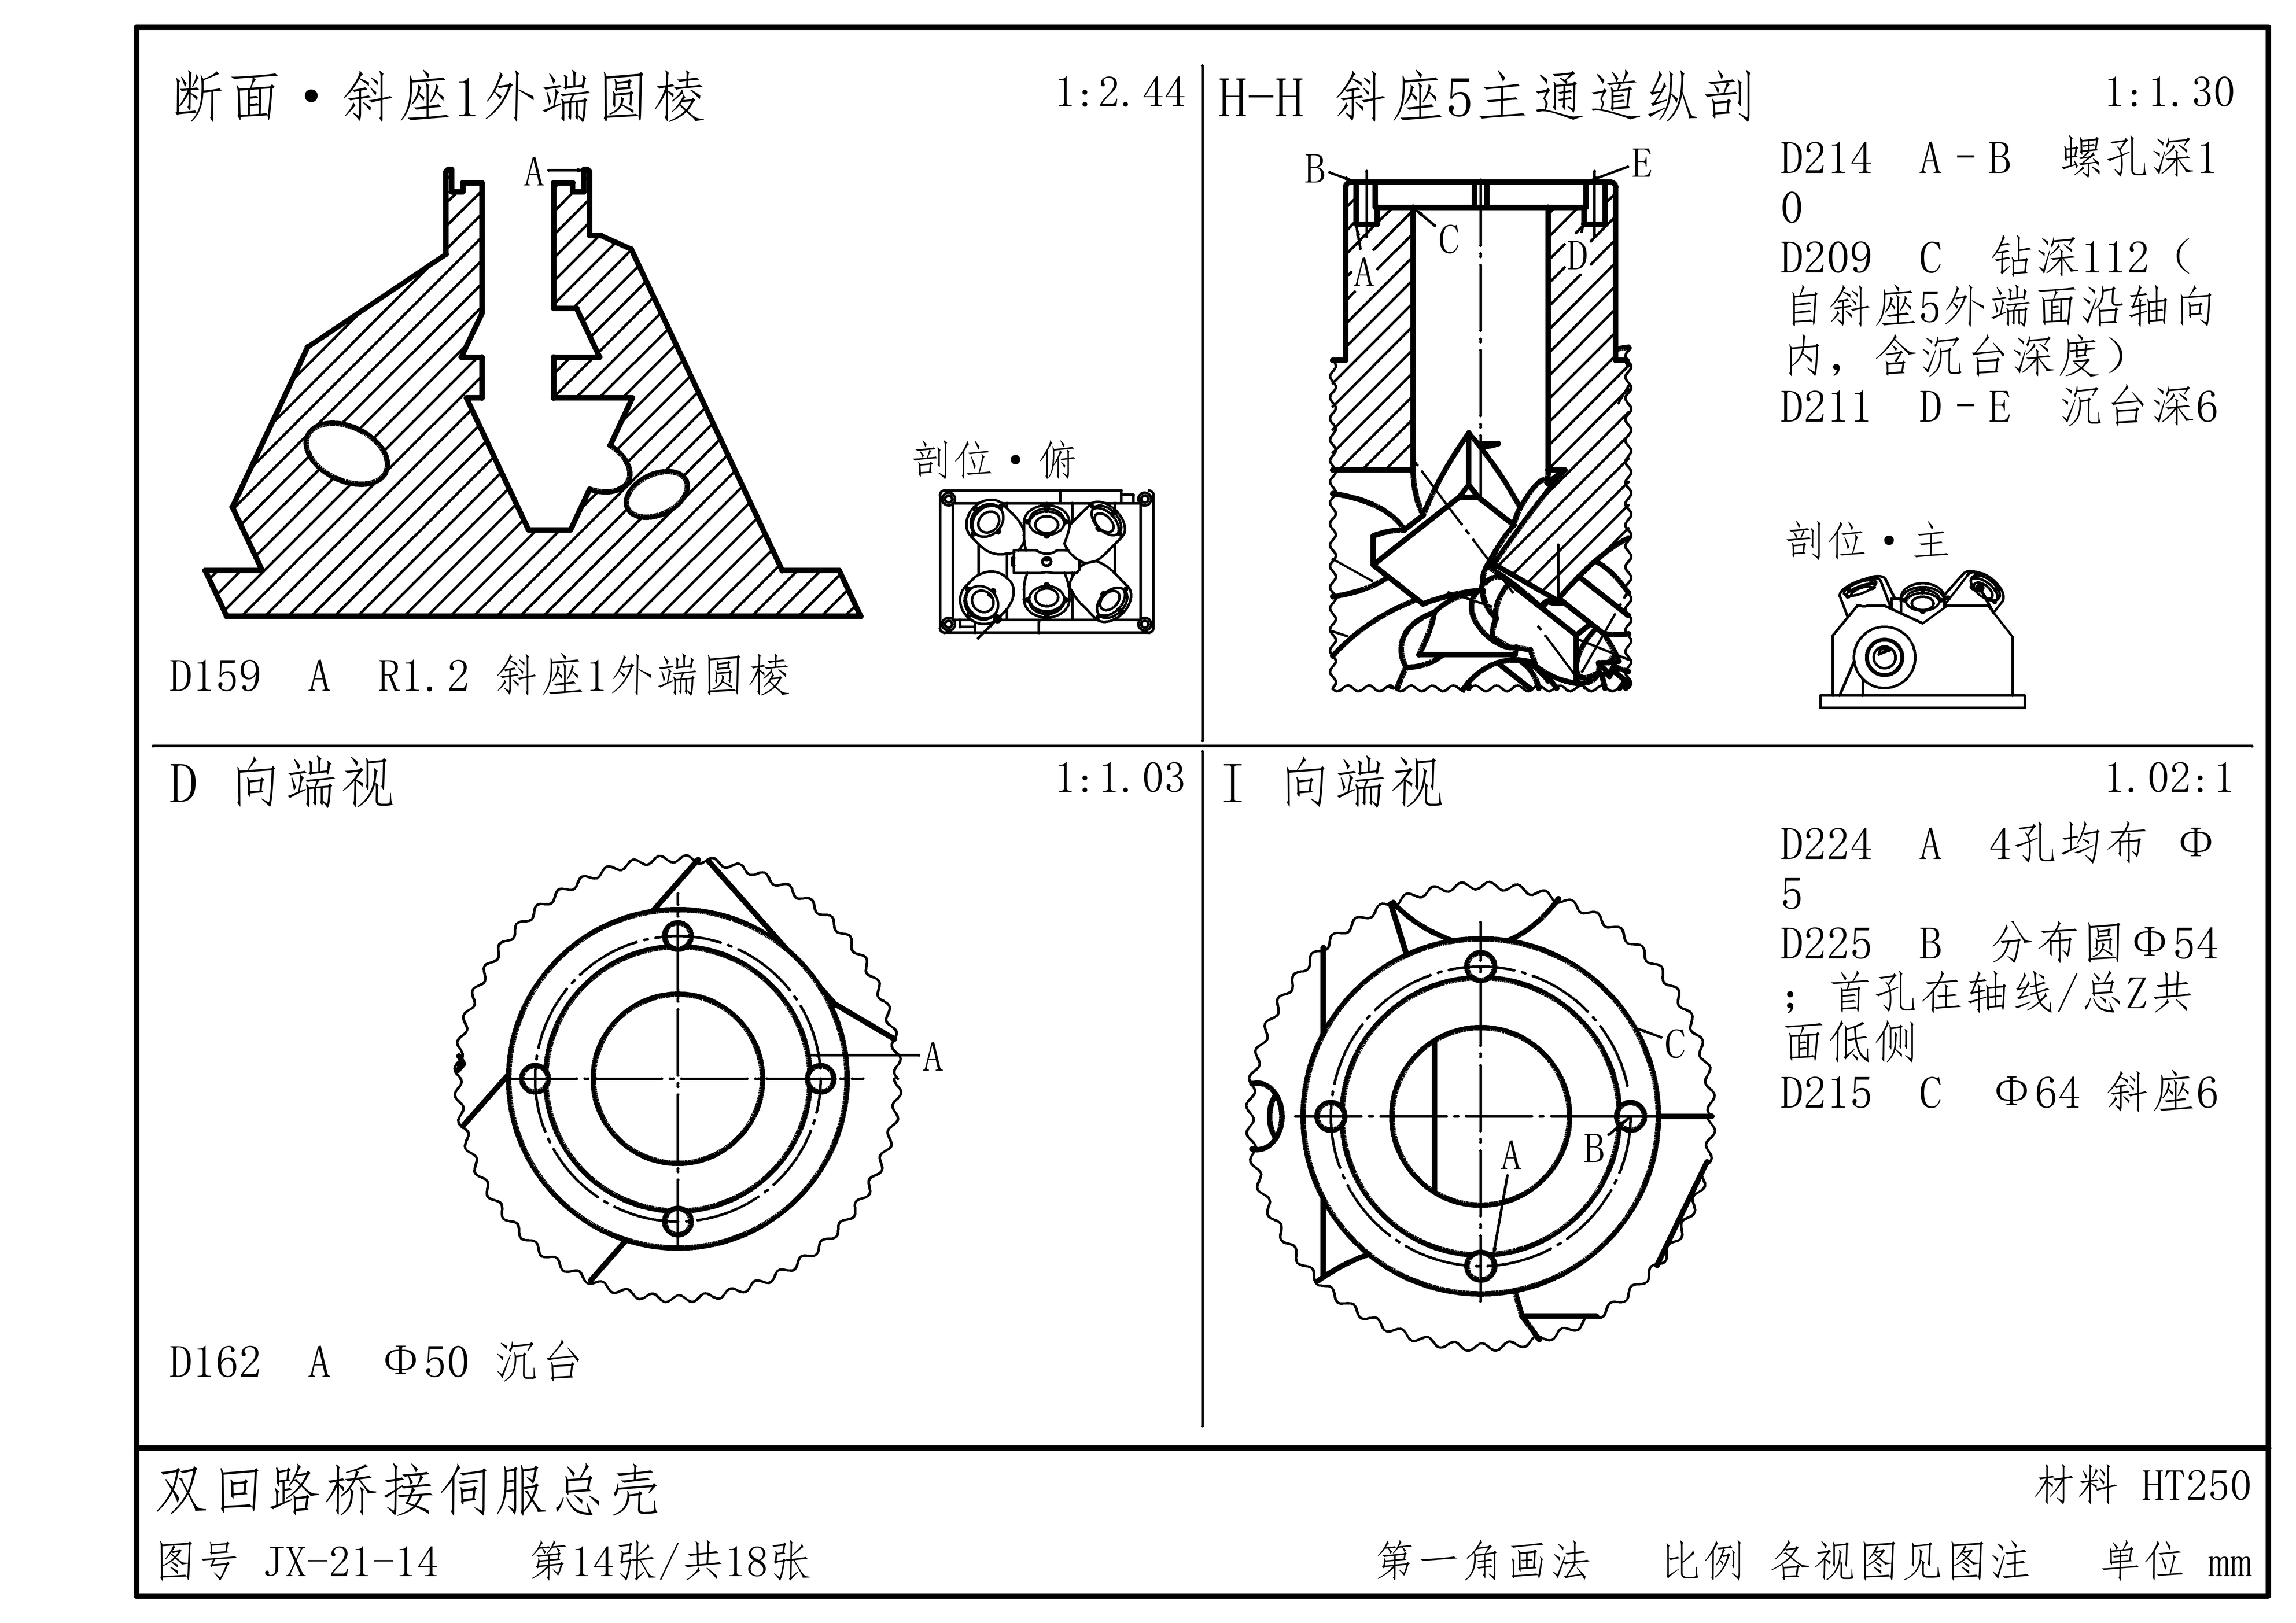 断面·斜座1外端圆棱 1:2.44
A
剖位·俯
D159 A R1.2 斜座1外端圆棱
H-H 斜座5主通道纵剖 1:1.30
B
E
C
D
A
D214 A-B 螺孔深1
0
D209 C 钻深112（
自斜座5外端面沿轴向
内，含沉台深度）
D211 D-E 沉台深6
剖位·主
D 向端视 1:1.03
A
D162 A Φ50 沉台
I 向端视 1.02:1
C
B
A
D224 A 4孔均布 Φ
5
D225 B 分布圆Φ54
；首孔在轴线/总Z共
面低侧
D215 C Φ64 斜座6
双回路桥接伺服总壳 材料 HT250
图号 JX-21-14 第14张/共18张 第一角画法 比例 各视图见图注 单位 mm